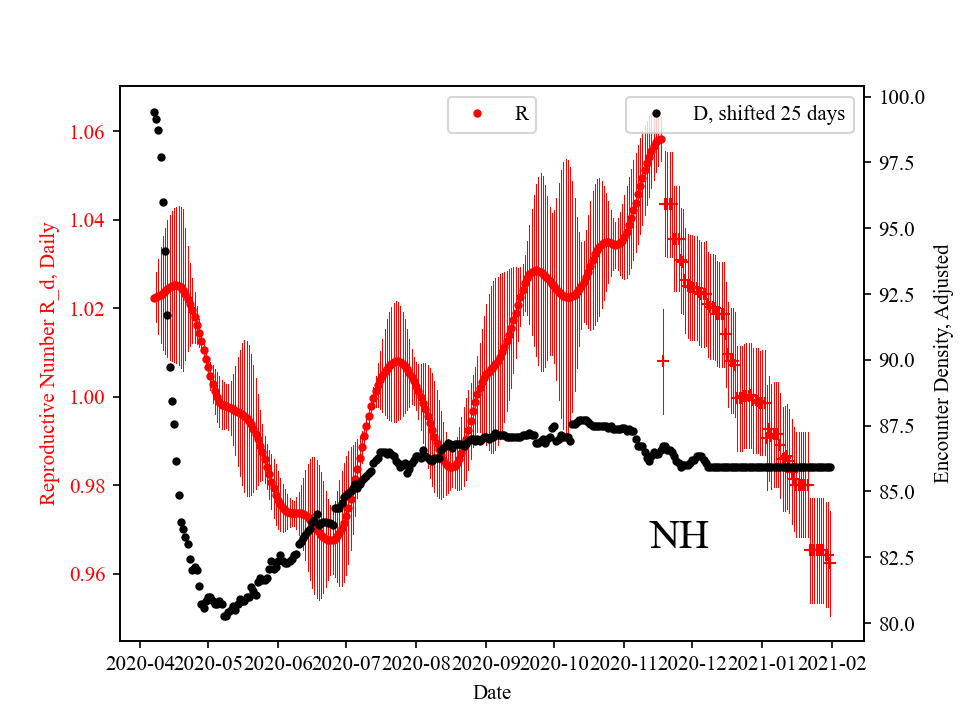 R
D, shifted 25 days
1.06
1.04
1.02
1.00
0.98
0.96
Reproductive Number R_d, Daily
100.0
97.5
95.0
92.5
90.0
87.5
85.0
82.5
80.0
Encounter Density, Adjusted
NH
2020-04 2020-05 2020-06 2020-07 2020-08 2020-09 2020-10 2020-11 2020-12 2021-01 2021-02
Date